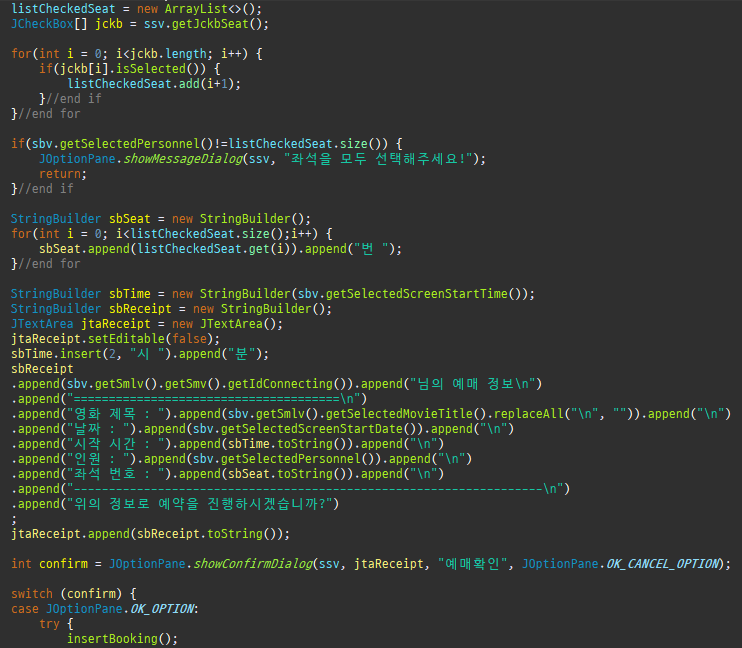 listCheckedSeat = new ArrayList<>();
JCheckBox[] jckb = ssv.getJckbSeat();
for(int i = 0; i<jckb.length; i++) {
if(jckb[i].isSelected()) {
listCheckedSeat.add(i+1);
}//end if
}//end for
if(sbv.getSelectedPersonnel()!=listCheckedSeat.size()) {
JOptionPane.showMessageDialog(ssv, "좌석을 모두 선택해주세요!");
return;
}//end if
StringBuilder sbSeat = new StringBuilder();
for(int i = 0; i<listCheckedSeat.size();i++) {
sbSeat.append(listCheckedSeat.get(i)).append("번 ");
}//end for
StringBuilder sbTime = new StringBuilder(sbv.getSelectedScreenStartTime());
StringBuilder sbReceipt = new StringBuilder();
JTextArea jtaReceipt = new JTextArea();
jtaReceipt.setEditable(false);
sbTime.insert(2, "시 ").append("분");
sbReceipt
.append(sbv.getSmlv().getSmv().getIdConnecting()).append("님의 예매 정보\n")
.append("======================================\n")
.append("영화 제목 : ").append(sbv.getSmlv().getSelectedMovieTitle().replaceAll("\n", "")).append("\n")
.append("날짜 : ").append(sbv.getSelectedScreenStartDate()).append("\n")
.append("시작 시간 : ").append(sbTime.toString()).append("\n")
.append("인원 : ").append(sbv.getSelectedPersonnel()).append("\n")
.append("좌석 번호 : ").append(sbSeat.toString()).append("\n")
.append("-------------------------------------------------------------------\n")
.append("위의 정보로 예약을 진행하시겠습니까?")
;
jtaReceipt.append(sbReceipt.toString());
int confirm = JOptionPane.showConfirmDialog(ssv, jtaReceipt, "예매확인", JOptionPane.OK_CANCEL_OPTION);
switch (confirm) {
case JOptionPane.OK_OPTION:
try {
insertBooking();